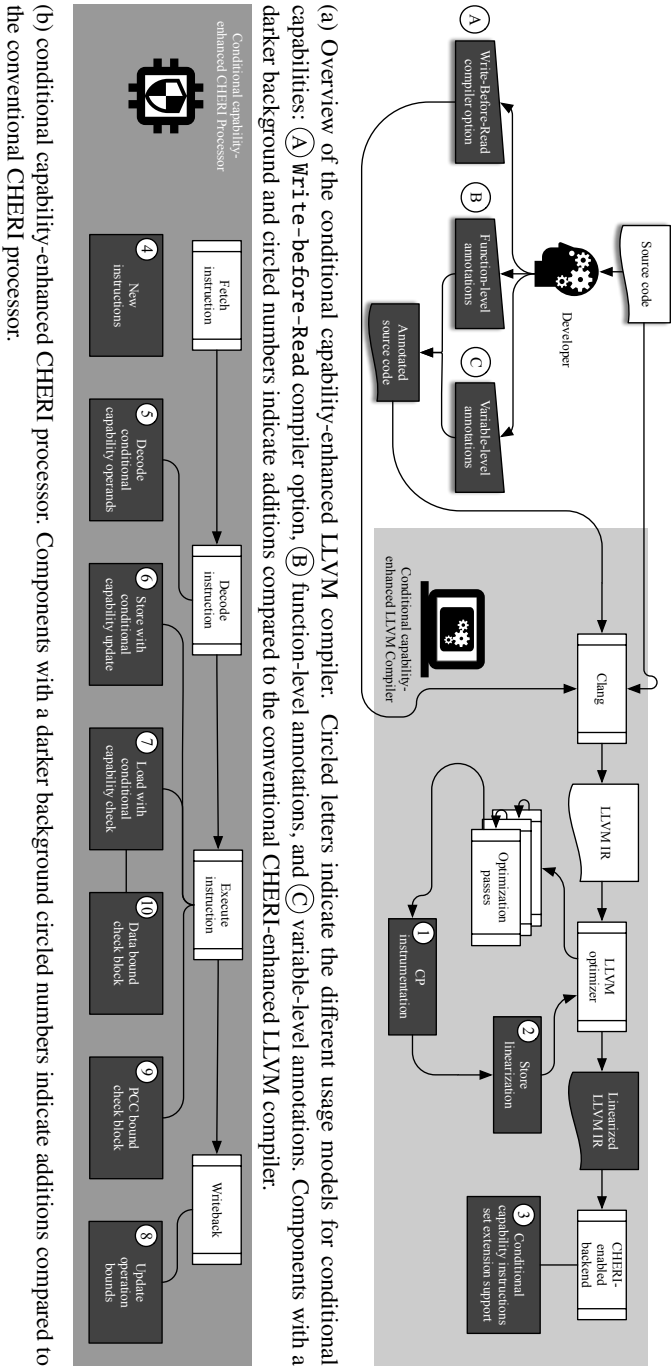 Source code
Developer
A
Write-Before-Read
compiler option
B
Function-level
annotations
C
Variable-level
annotations
Annotated
source code
Conditional capability-
enhanced LLVM Compiler
Clang
LLVM IR
LLVM
optimizer
Linearized
LLVM IR
CHERI-
enabled
backend
Optimization
passes
1 CP
instrumentation
2 Store
linearization
3 Conditional
capability instructions
set extension support
(a) Overview of the conditional capability-enhanced LLVM compiler. Circled letters indicate the different usage models for conditional
capabilities: A Write-before-Read compiler option, B function-level annotations, and C variable-level annotations. Components with a
darker background and circled numbers indicate additions compared to the conventional CHERI-enhanced LLVM compiler.
Conditional capability-
enhanced CHERI Processor
Fetch
instruction
Decode
instruction
Execute
instruction
Writeback
4 New
instructions
5 Decode
conditional
capability operands
6 Store with
conditional
capability update
7 Load with
conditional
capability check
10 Data bound
check block
9 PCC bound
check block
8 Update
operation
bounds
(b) conditional capability-enhanced CHERI processor. Components with a darker background circled numbers indicate additions compared to
the conventional CHERI processor.